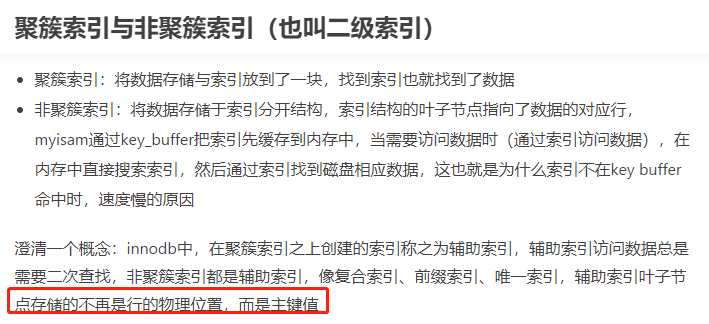 聚簇索引与非聚簇索引（也叫二级索引）
聚簇索引：将数据存储与索引放到了一块，找到索引也就找到了数据
非聚簇索引：将数据存储于索引分开结构，索引结构的叶子节点指向了数据的对应行，
myisam通过key_buffer把索引先缓存到内存中，当需要访问数据时（通过索引访问数据），在
内存中直接搜索索引，然后通过索引找到磁盘相应数据，这也就是为什么索引不在key buffer
命中时，速度慢的原因
澄清一个概念：innodb中，在聚簇索引之上创建的索引称之为辅助索引，辅助索引访问数据总是
需要二次查找，非聚簇索引都是辅助索引，像复合索引、前缀索引、唯一索引，辅助索引叶子节
点存储的不再是行的物理位置，而是主键值